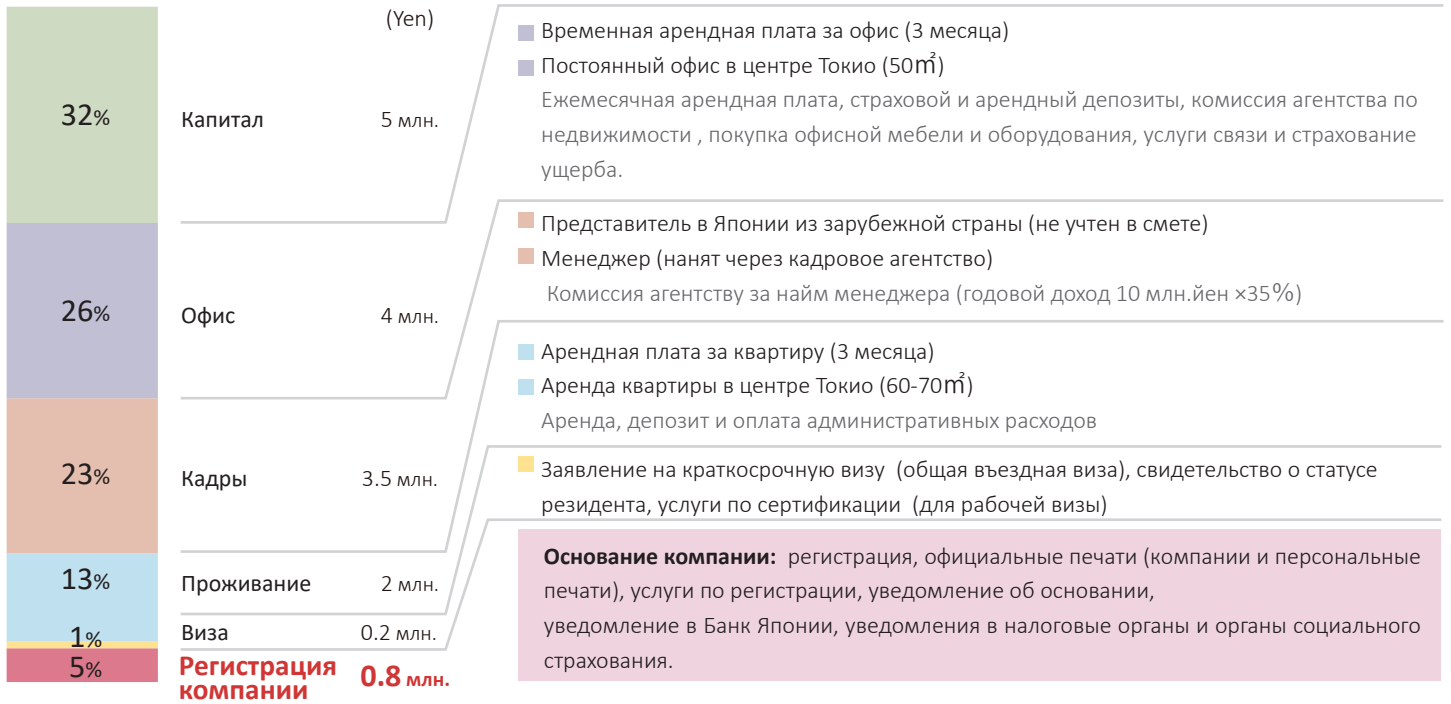 (Yen)
32%
Капитал
5 млн.
26%
Офис
4 млн.
23%
Кадры
3.5 млн.
13%
Проживание
2 млн.
1%
Виза
0.2 млн.
5%
Регистрация
компании
0.8 млн.
Временная арендная плата за офис (3 месяца)
Постоянный офис в центре Токио (50㎡)
Ежемесячная арендная плата, страховой и арендный депозиты, комиссия агентства по
недвижимости , покупка офисной мебели и оборудования, услуги связи и страхование
ущерба.
Представитель в Японии из зарубежной страны (не учтен в смете)
Менеджер (нанят через кадровое агентство)
Комиссия агентству за найм менеджера (годовой доход 10 млн.йен ×35%)
Арендная плата за квартиру (3 месяца)
Аренда квартиры в центре Токио (60-70㎡)
Аренда, депозит и оплата административных расходов
Заявление на краткосрочную визу (общая въездная виза), свидетельство о статусе
резидента, услуги по сертификации (для рабочей визы)
Основание компании: регистрация, официальные печати (компании и персональные
печати), услуги по регистрации, уведомление об основании,
уведомление в Банк Японии, уведомления в налоговые органы и органы социального
страхования.